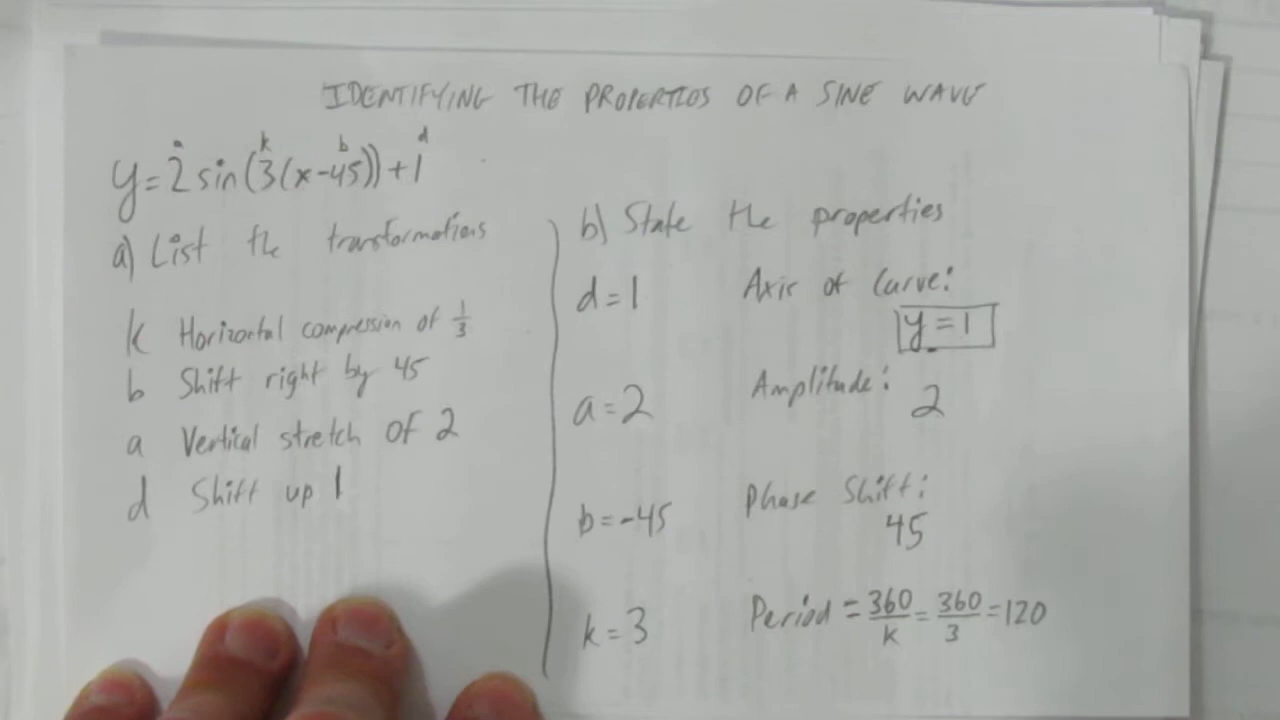 IDENTIFYING THE PROPERTIES OF A SINE WAVE
a k b d
y = 2 sin(3(x-45)) + 1
a) List the transformations
k Horizontal compression of 1/3
b Shift right by 45
a Vertical stretch of 2
d Shift up 1
b) State the properties
d = 1 Axis of Curve:
y = 1
a = 2 Amplitude: 2
b = -45 Phase Shift:
45
k = 3 Period = 360/k = 360/3 = 120